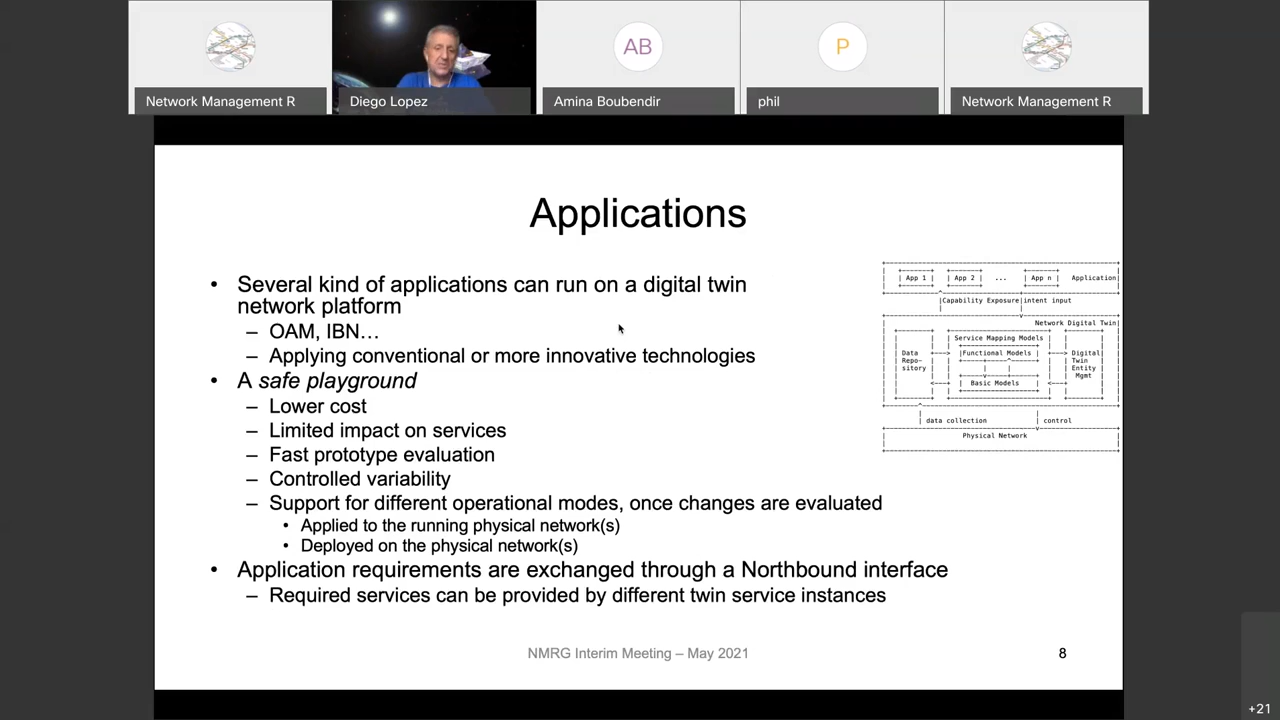 AB
P
Network Management R
Diego Lopez
Amina Boubendir
phil
Network Management R
Applications
• Several kind of applications can run on a digital twin
network platform
– OAM, IBN…
– Applying conventional or more innovative technologies
• A safe playground
– Lower cost
– Limited impact on services
– Fast prototype evaluation
– Controlled variability
– Support for different operational modes, once changes are evaluated
• Applied to the running physical network(s)
• Deployed on the physical network(s)
• Application requirements are exchanged through a Northbound interface
– Required services can be provided by different twin service instances
App 1 App 2 ... App n Application
Capability Exposure intent input
Network Digital Twin
Service Mapping Models
Data Functional Models Digital
Repo- Twin
sitory Entity
Mgmt
Basic Models
data collection control
Physical Network
NMRG Interim Meeting – May 2021
8
+21